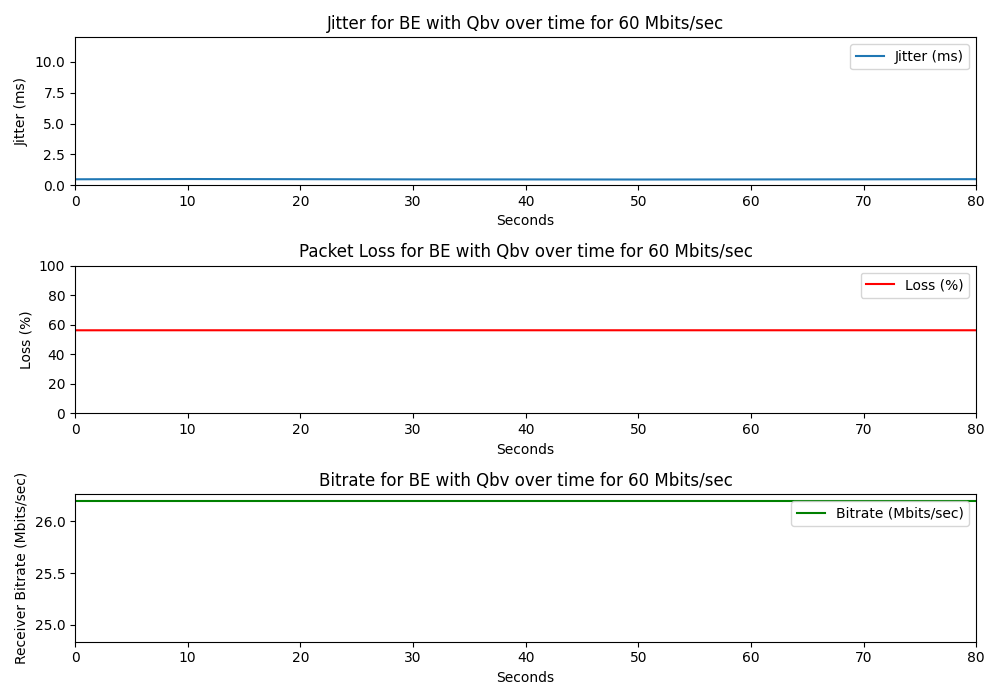 Jitter for BE with Qbv over time for 60 Mbits/sec
Jitter (ms)
10.0
7.5
5.0
2.5
0.0
Jitter (ms)
0 10 20 30 40 50 60 70 80
Seconds
Packet Loss for BE with Qbv over time for 60 Mbits/sec
Loss (%)
100
80
60
40
20
0
Loss (%)
0 10 20 30 40 50 60 70 80
Seconds
Bitrate for BE with Qbv over time for 60 Mbits/sec
Receiver Bitrate (Mbits/sec)
26.0
25.5
25.0
Bitrate (Mbits/sec)
0 10 20 30 40 50 60 70 80
Seconds